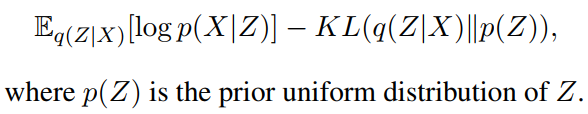 𝔼_{q(Z|X)}[log p(X|Z)] − KL(q(Z|X)‖p(Z)),
where p(Z) is the prior uniform distribution of Z.